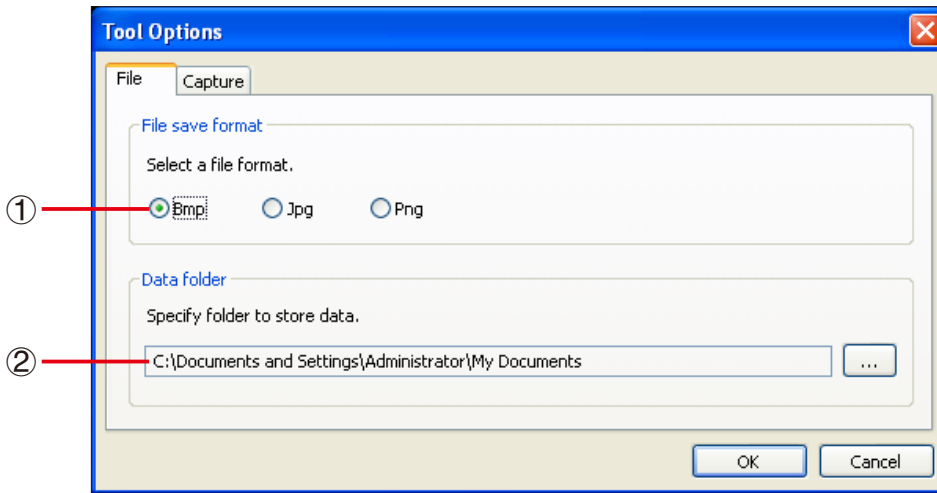 Tool Options
File Capture
File save format
Select a file format.
① Bmp Jpg Png
Data folder
Specify folder to store data.
② C:\Documents and Settings\Administrator\My Documents ...
OK Cancel